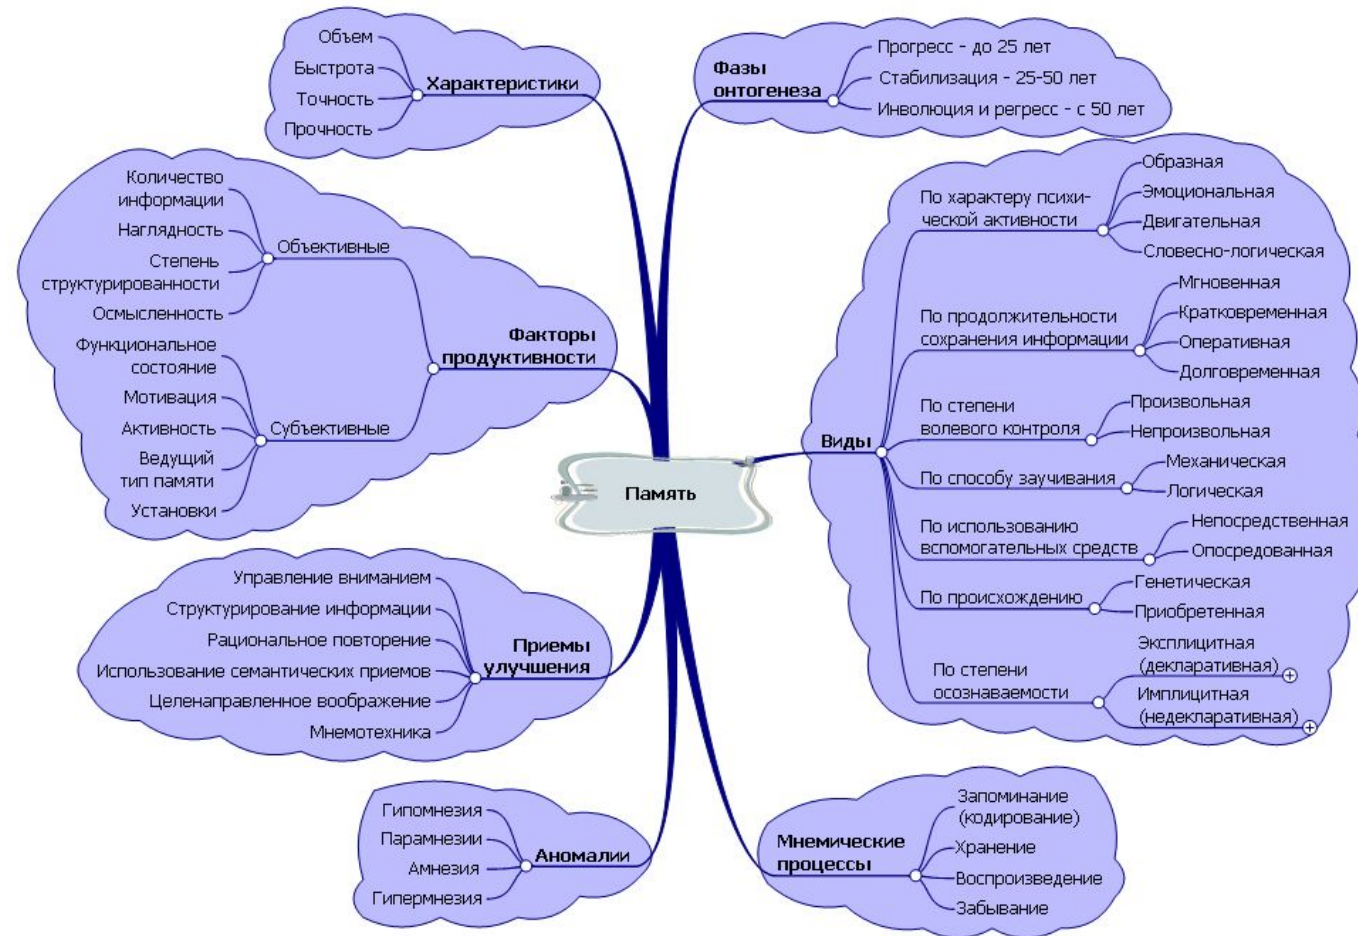 Объем
Быстрота
Точность
Прочность
Характеристики
Фазы
онтогенеза
Прогресс - до 25 лет
Стабилизация - 25-50 лет
Инволюция и регресс - с 50 лет
Количество
информации
Наглядность
Степень
структурированности
Осмысленность
Объективные
Функциональное
состояние
Мотивация
Активность
Ведущий
тип памяти
Установки
Субъективные
Факторы
продуктивности
Виды
По характеру психи-
ческой активности
Образная
Эмоциональная
Двигательная
Словесно-логическая
По продолжительности
сохранения информации
Мгновенная
Кратковременная
Оперативная
Долговременная
По степени
волевого контроля
Произвольная
Непроизвольная
По способу заучивания
Механическая
Логическая
По использованию
вспомогательных средств
Непосредственная
Опосредованная
По происхождению
Генетическая
Приобретенная
По степени
осознаваемости
Эксплицитная
(декларативная)
Имплицитная
(недекларативная)
Память
Управление вниманием
Структурирование информации
Рациональное повторение
Использование семантических приемов
Целенаправленное воображение
Мнемотехника
Приемы
улучшения
Гипомнезия
Парамнезии
Амнезия
Гипермнезия
Аномалии
Мнемические
процессы
Запоминание
(кодирование)
Хранение
Воспроизведение
Забывание